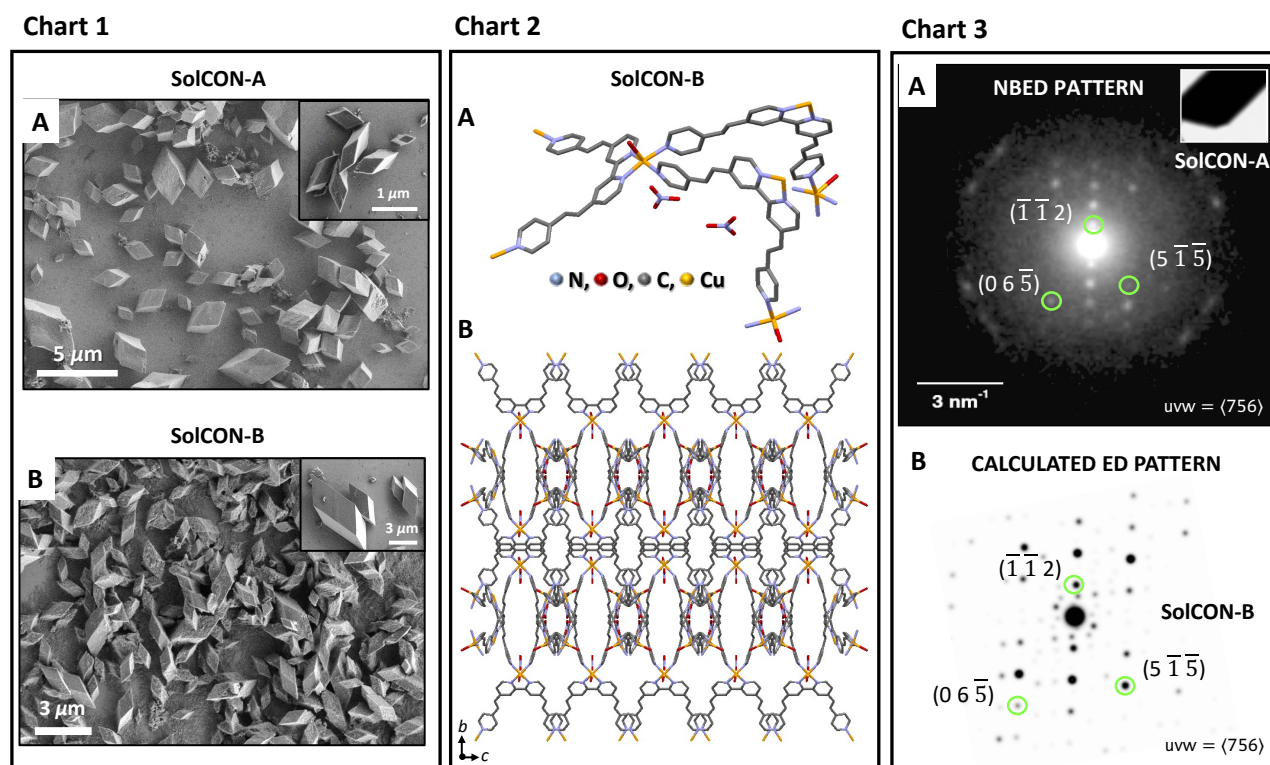 Chart 1
SolCON-A
A
1 µm
5 µm
SolCON-B
B
3 µm
3 µm
Chart 2
SolCON-B
A
N, O, C, Cu
B
b
c
Chart 3
A
NBED PATTERN
SolCON-A
(1̅ 1̅ 2)
(5 1̅ 5̅)
(0 6 5̅)
3 nm⁻¹
uvw = ⟨756⟩
B
CALCULATED ED PATTERN
(1̅ 1̅ 2)
SolCON-B
(5 1̅ 5̅)
(0 6 5̅)
uvw = ⟨756⟩